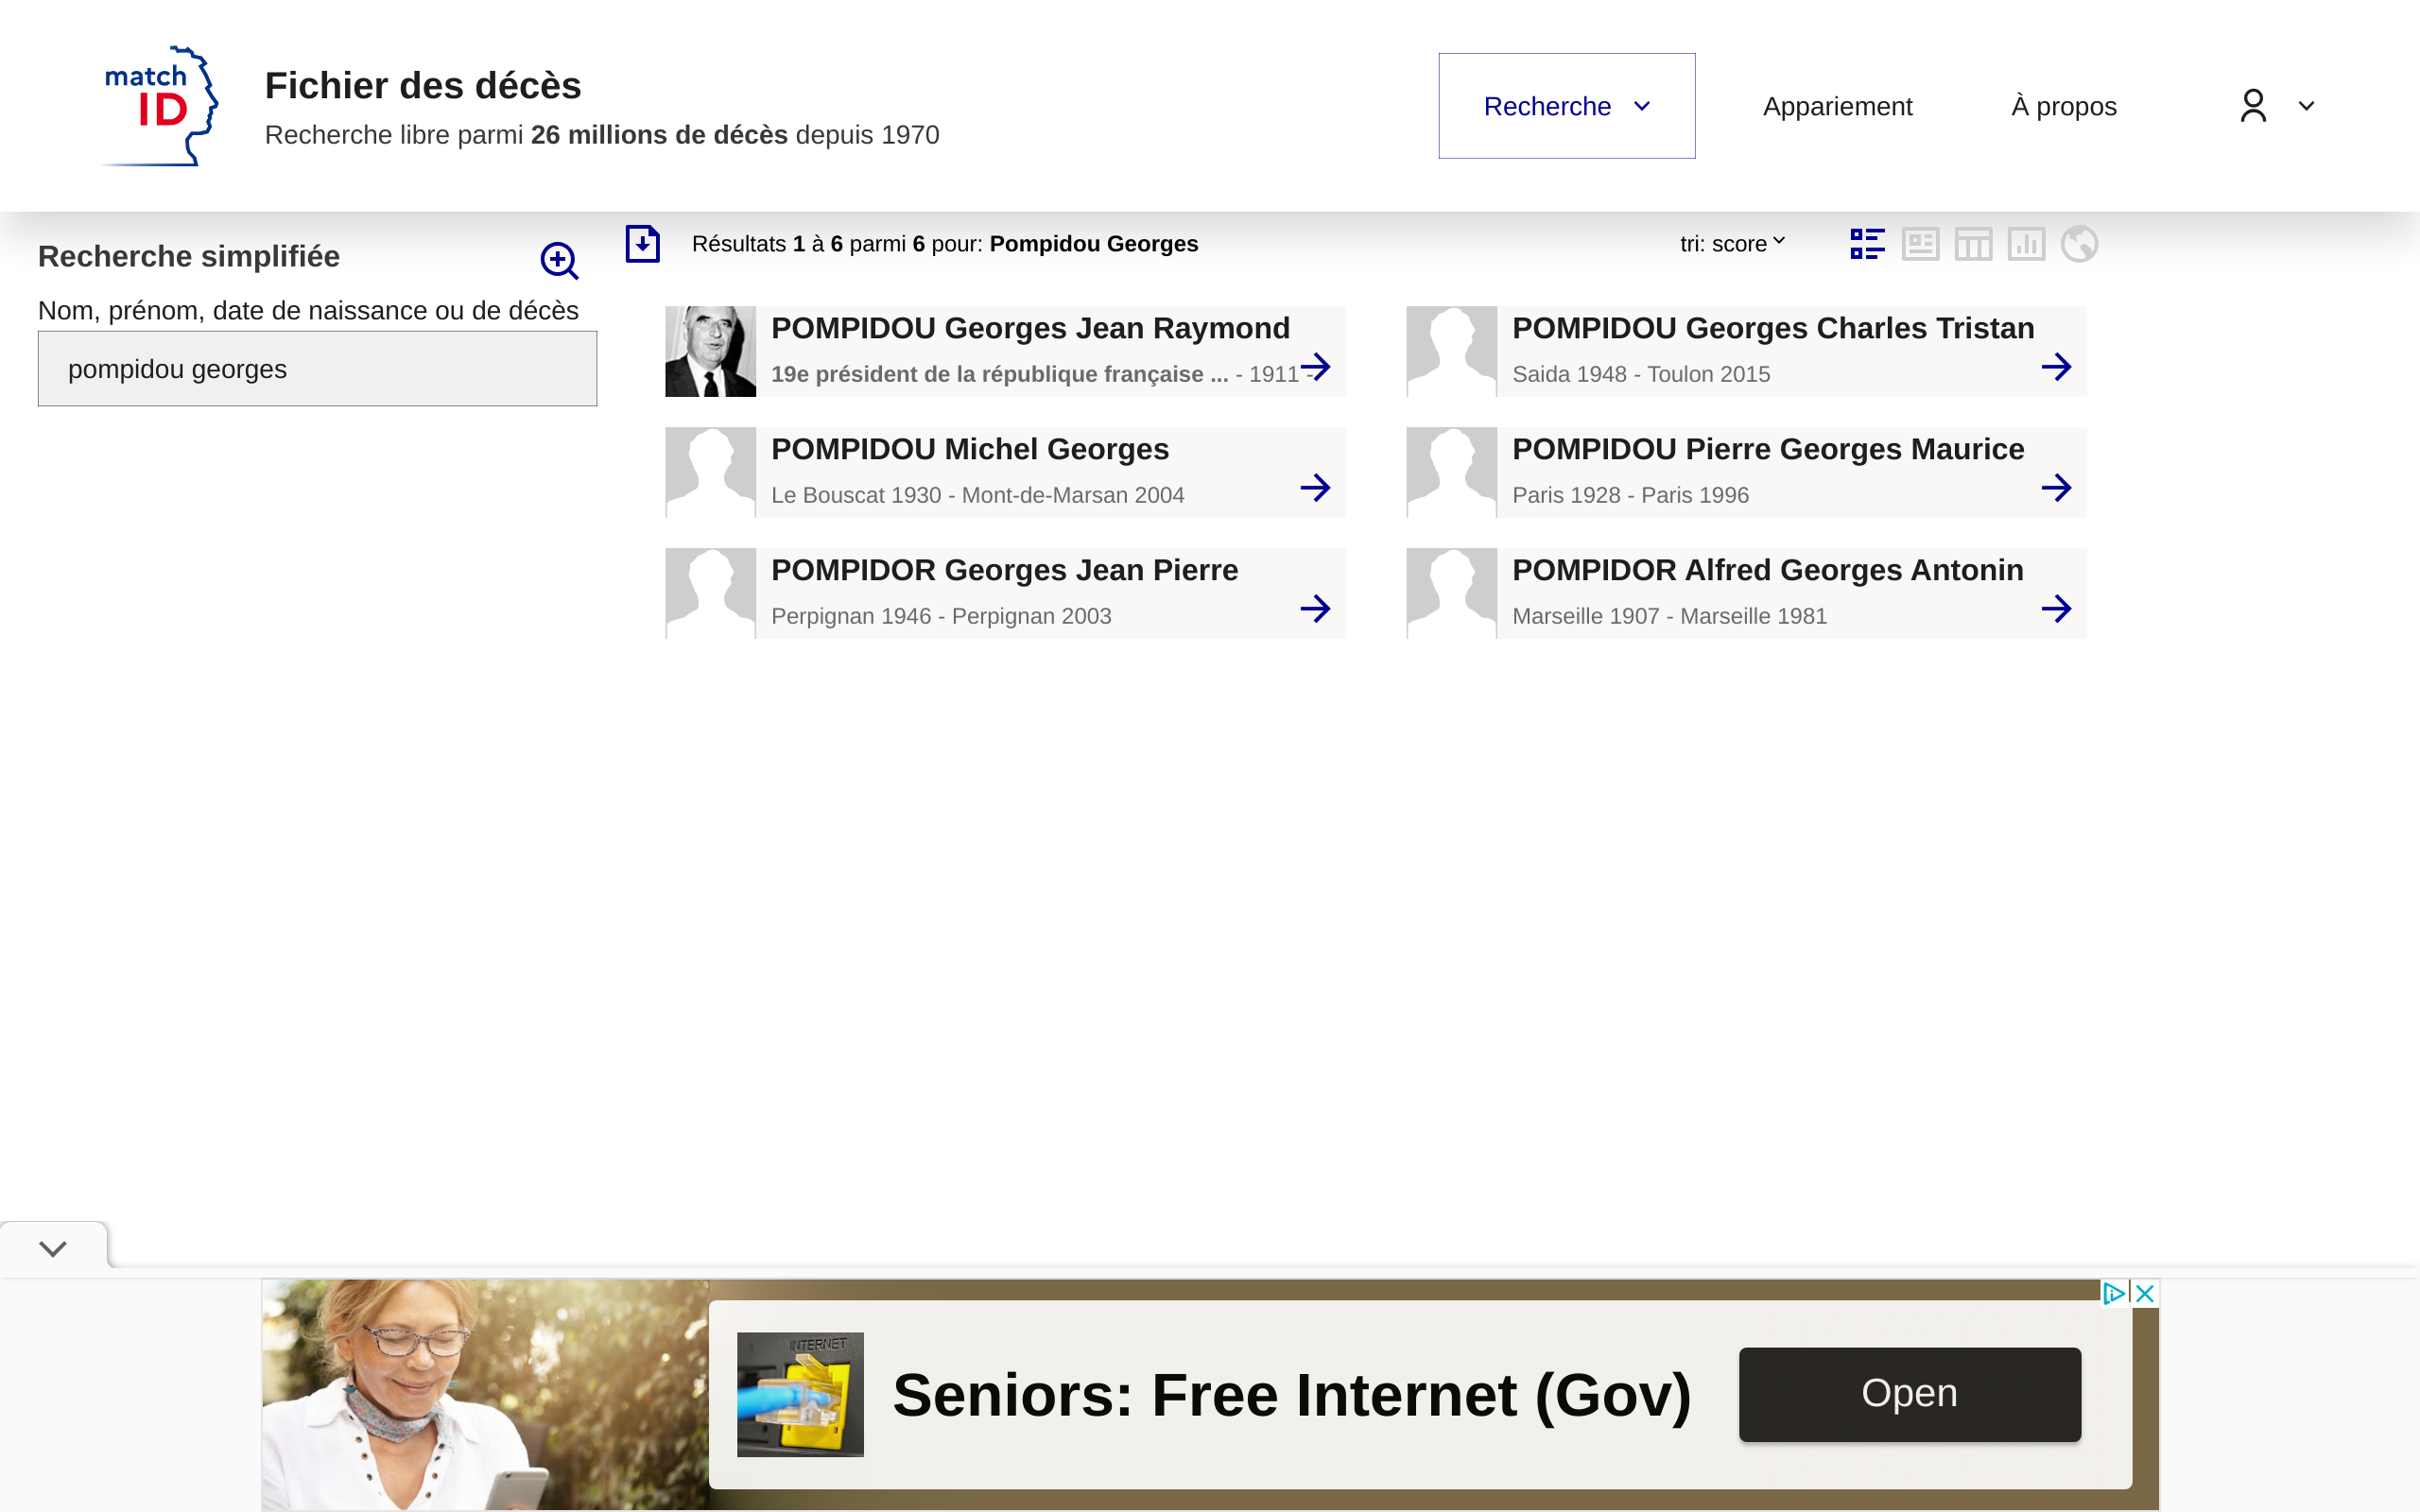 match
ID
Fichier des décès
Recherche libre parmi 26 millions de décès depuis 1970
Recherche
Appariement
À propos
Recherche simplifiée
Nom, prénom, date de naissance ou de décès
pompidou georges
Résultats 1 à 6 parmi 6 pour: Pompidou Georges
tri: score
POMPIDOU Georges Jean Raymond
19e président de la république française ... - 1911 -
POMPIDOU Georges Charles Tristan
Saida 1948 - Toulon 2015
POMPIDOU Michel Georges
Le Bouscat 1930 - Mont-de-Marsan 2004
POMPIDOU Pierre Georges Maurice
Paris 1928 - Paris 1996
POMPIDOR Georges Jean Pierre
Perpignan 1946 - Perpignan 2003
POMPIDOR Alfred Georges Antonin
Marseille 1907 - Marseille 1981
INTERNET
Seniors: Free Internet (Gov)
Open